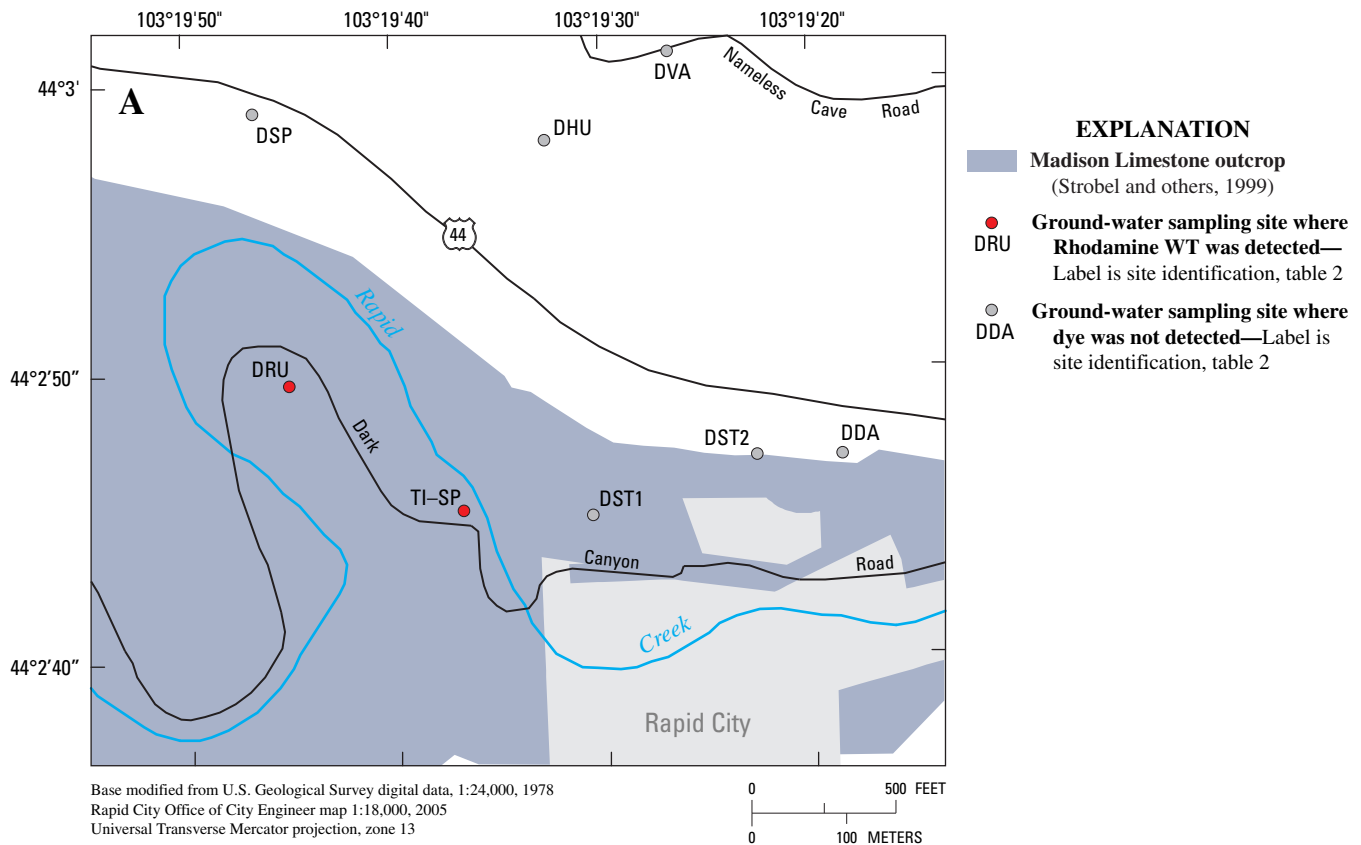 103°19'50" 103°19'40" 103°19'30" 103°19'20"
44°3'
A
DSP
DVA
DHU
Nameless
Cave
Road
44
Rapid
44°2'50"
DRU
Dark
DST2
DDA
TI–SP
DST1
Canyon
Road
44°2'40"
Creek
Rapid City
EXPLANATION
Madison Limestone outcrop
(Strobel and others, 1999)
Ground-water sampling site where
DRU
Rhodamine WT was detected—
Label is site identification, table 2
Ground-water sampling site where
DDA
dye was not detected—Label is
site identification, table 2
Base modified from U.S. Geological Survey digital data, 1:24,000, 1978
Rapid City Office of City Engineer map 1:18,000, 2005
Universal Transverse Mercator projection, zone 13
0 500 FEET
0 100 METERS